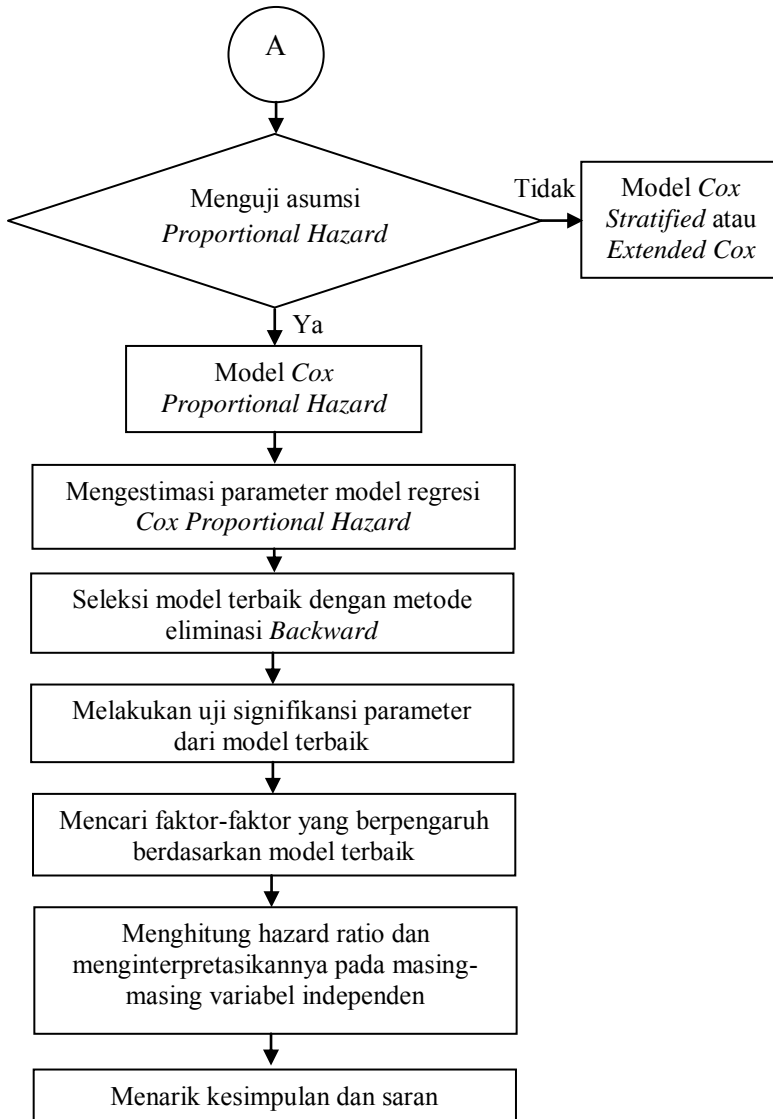 A
Menguji asumsi
Proportional Hazard
Tidak
Model Cox
Stratified atau
Extended Cox
Ya
Model Cox
Proportional Hazard
Mengestimasi parameter model regresi
Cox Proportional Hazard
Seleksi model terbaik dengan metode
eliminasi Backward
Melakukan uji signifikansi parameter
dari model terbaik
Mencari faktor-faktor yang berpengaruh
berdasarkan model terbaik
Menghitung hazard ratio dan
menginterpretasikannya pada masing-
masing variabel independen
Menarik kesimpulan dan saran